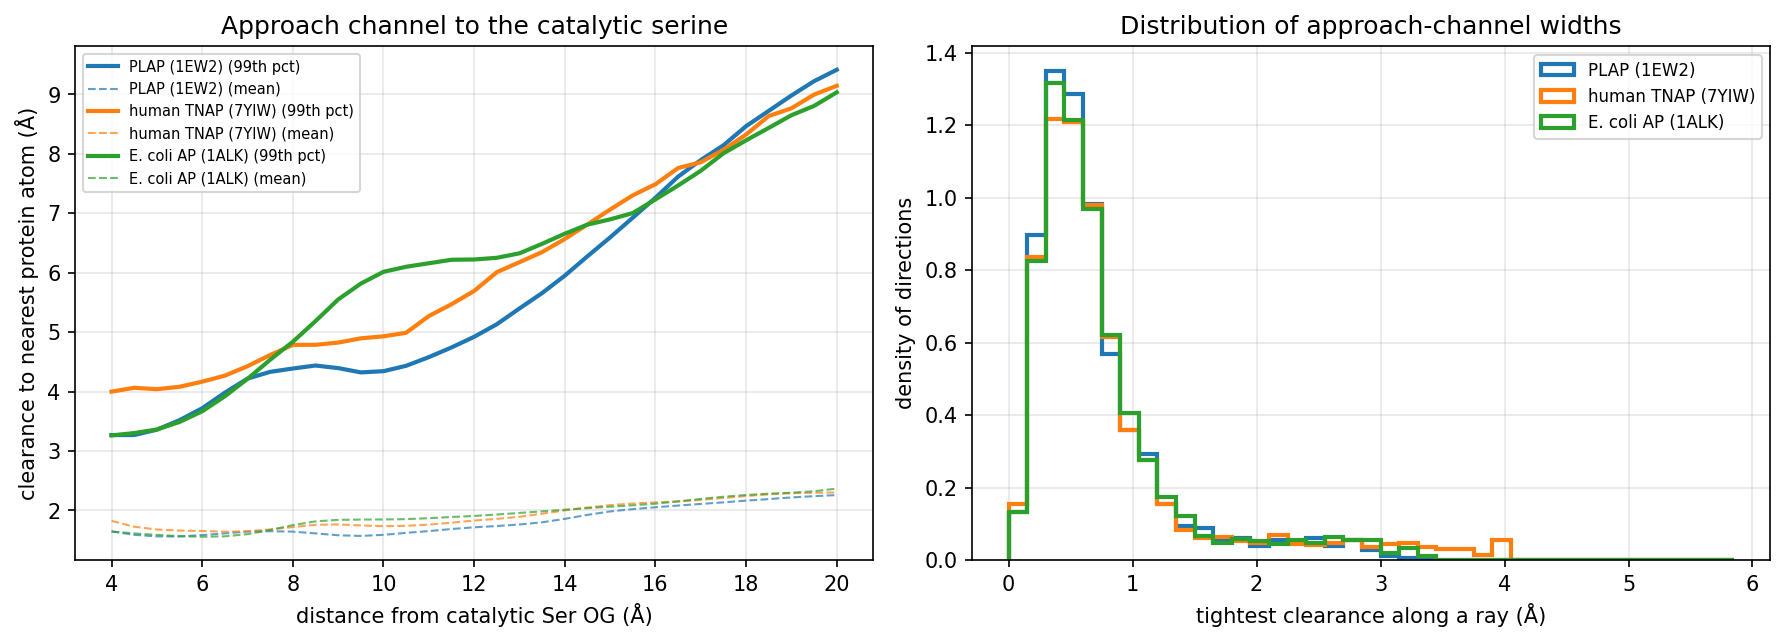 Approach channel to the catalytic serine
clearance to nearest protein atom (Å)
9
8
7
6
5
4
3
2
PLAP (1EW2) (99th pct)
PLAP (1EW2) (mean)
human TNAP (7YIW) (99th pct)
human TNAP (7YIW) (mean)
E. coli AP (1ALK) (99th pct)
E. coli AP (1ALK) (mean)
4 6 8 10 12 14 16 18 20
distance from catalytic Ser OG (Å)
Distribution of approach-channel widths
density of directions
1.4
1.2
1.0
0.8
0.6
0.4
0.2
0.0
PLAP (1EW2)
human TNAP (7YIW)
E. coli AP (1ALK)
0 1 2 3 4 5 6
tightest clearance along a ray (Å)